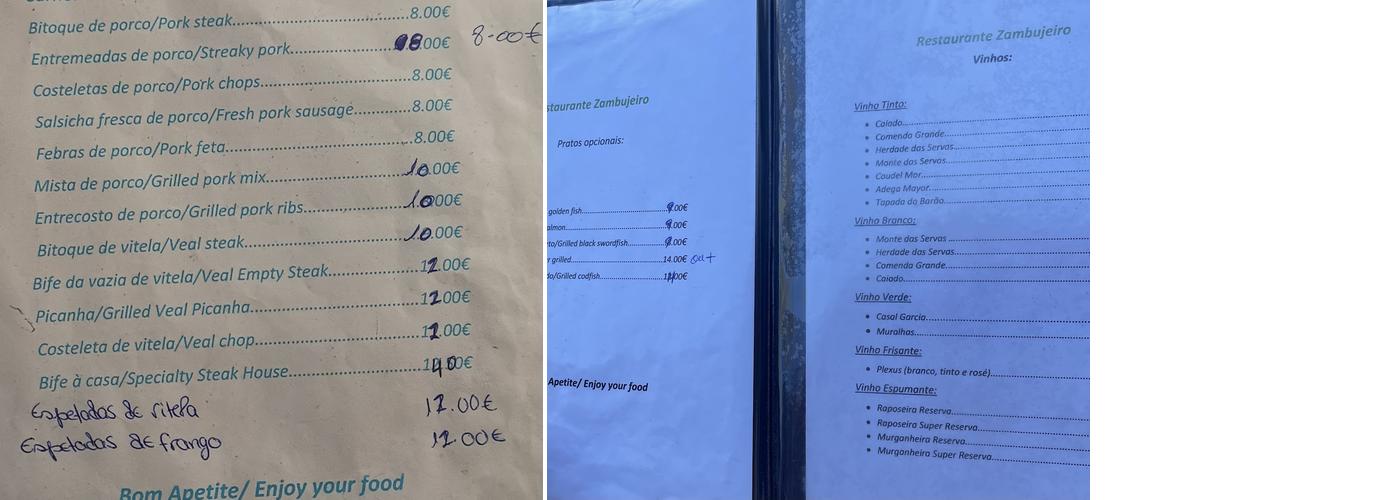 Bitoque de porco/Pork steak..............................8.00€
Entremeadas de porco/Streaky pork....................8.00€ 8.00€
Costeletas de porco/Pork chops..........................8.00€
Salsicha fresca de porco/Fresh pork sausage..........8.00€
Febras de porco/Pork feta.................................8.00€
Mista de porco/Grilled pork mix..........................10.00€
Entrecosto de porco/Grilled pork ribs....................10.00€
Bitoque de vitela/Veal steak..............................10.00€
Bife da vazia de vitela/Veal Empty Steak...............12.00€
Picanha/Grilled Veal Picanha..............................12.00€
Costeleta de vitela/Veal chop.............................12.00€
Bife à casa/Specialty Steak House.......................14.00€
Espetadas de vitela 12.00€
Espetadas de frango 12.00€
Bom Apetite/ Enjoy your food
staurante Zambujeiro
Pratos opcionais:
golden fish..............................9.00€
almon..............................9.00€
to/Grilled black swordfish..............9.00€
grilled..............................14.00€
do/Grilled codfish....................00€
Apetite/ Enjoy your food
Restaurante Zambujeiro
Vinhos:
Vinho Tinto:
• Caiado
• Comenda Grande
• Herdade das Servas
• Monte das Servas
• Coudel Mor
• Adega Mayor
• Tapada do Barão
Vinho Branco:
• Monte das Servas
• Herdade das Servas
• Comenda Grande
• Caiado
Vinho Verde:
• Casal Garcia
• Muralhas
Vinho Frisante:
• Plexus (branco, tinto e rosé)
Vinho Espumante:
• Raposeira Reserva
• Raposeira Super Reserva
• Murganheira Reserva
• Murganheira Super Reserva